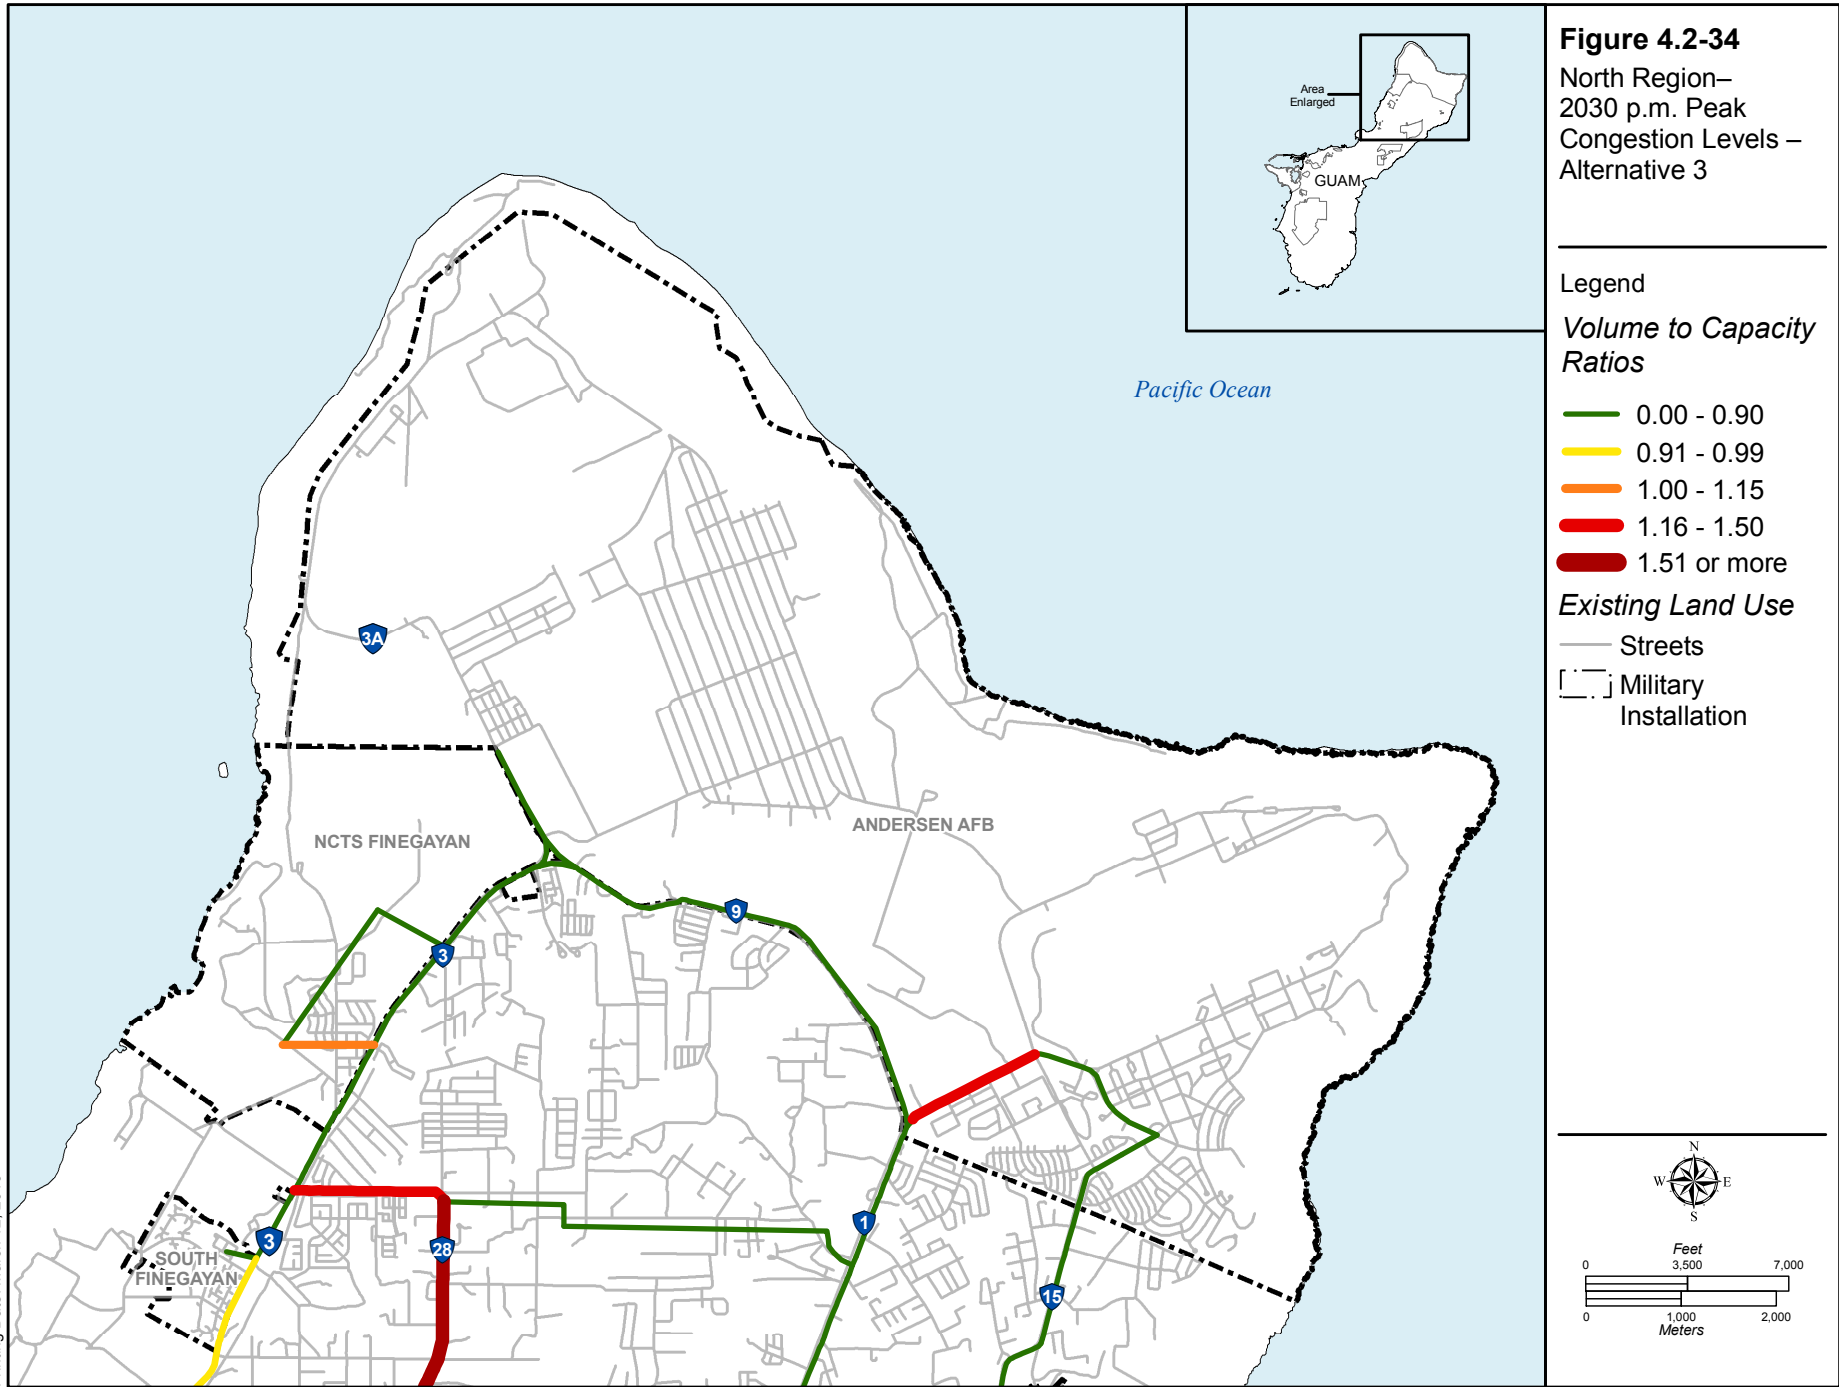 Figure 4.2-34
North Region–
2030 p.m. Peak
Congestion Levels –
Alternative 3
Legend
Volume to Capacity
Ratios
0.00 - 0.90
0.91 - 0.99
1.00 - 1.15
1.16 - 1.50
1.51 or more
Existing Land Use
Streets
Military
Installation
N
W E
S
Feet
0 3,500 7,000
0 1,000 2,000
Meters
Area
Enlarged
GUAM
Pacific Ocean
3A
NCTS FINEGAYAN
ANDERSEN AFB
9
3
3
28
1
15
SOUTH
FINEGAYAN